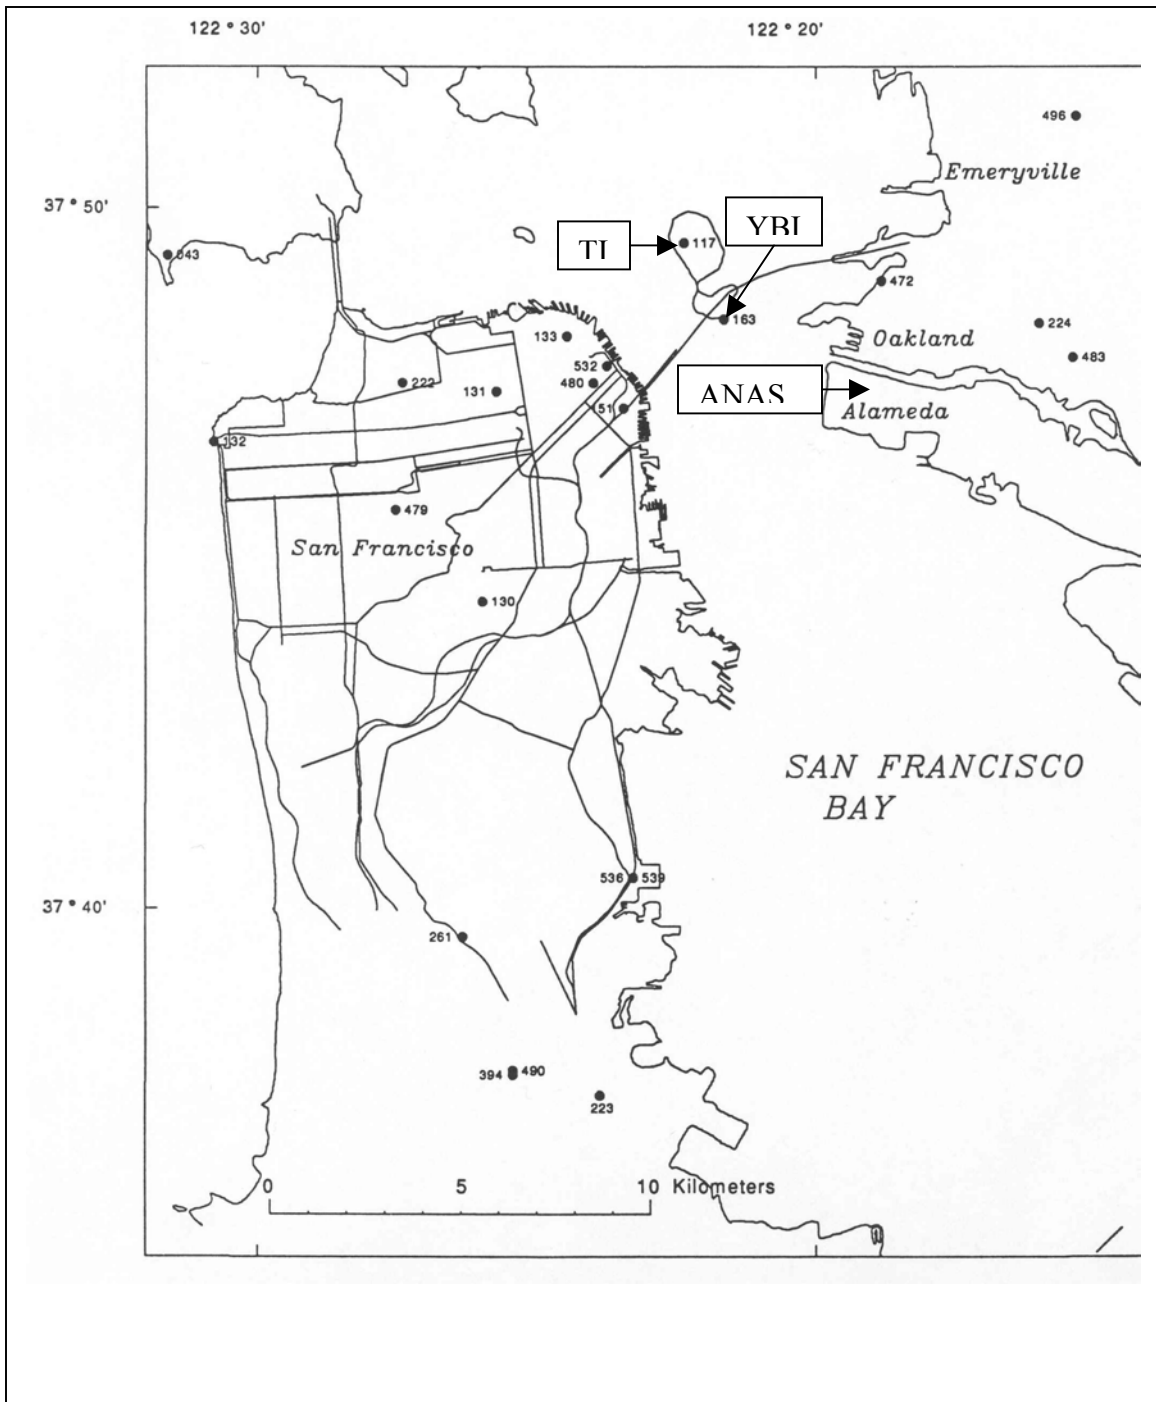 122 ° 30'
122 ° 20'
496
Emeryville
37 ° 50'
YBI
TI
117
043
472
163
224
133
Oakland
532
483
222
480
131
ANAS
51
Alameda
132
479
San Francisco
130
SAN FRANCISCO
BAY
536
539
37 ° 40'
261
490
394
223
0 5 10 Kilometers